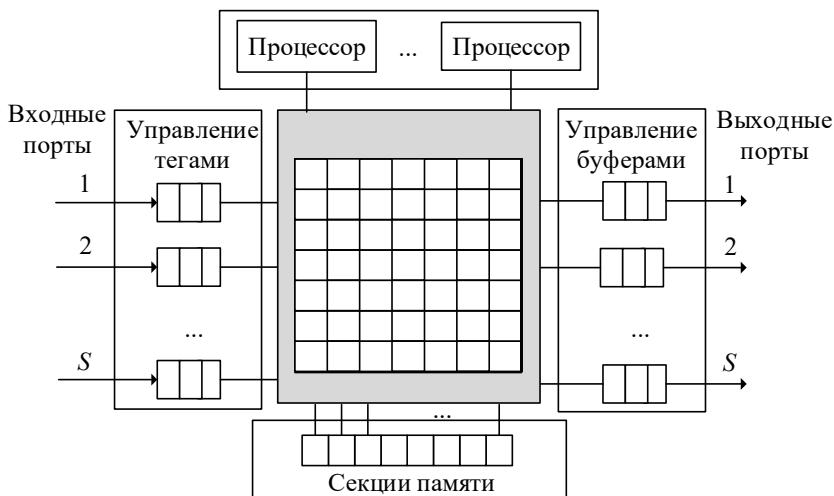 Процессор ... Процессор
Входные
порты
Управление
тегами
Управление
буферами
Выходные
порты
1
1
2
2
...
...
S
S
...
Секции памяти